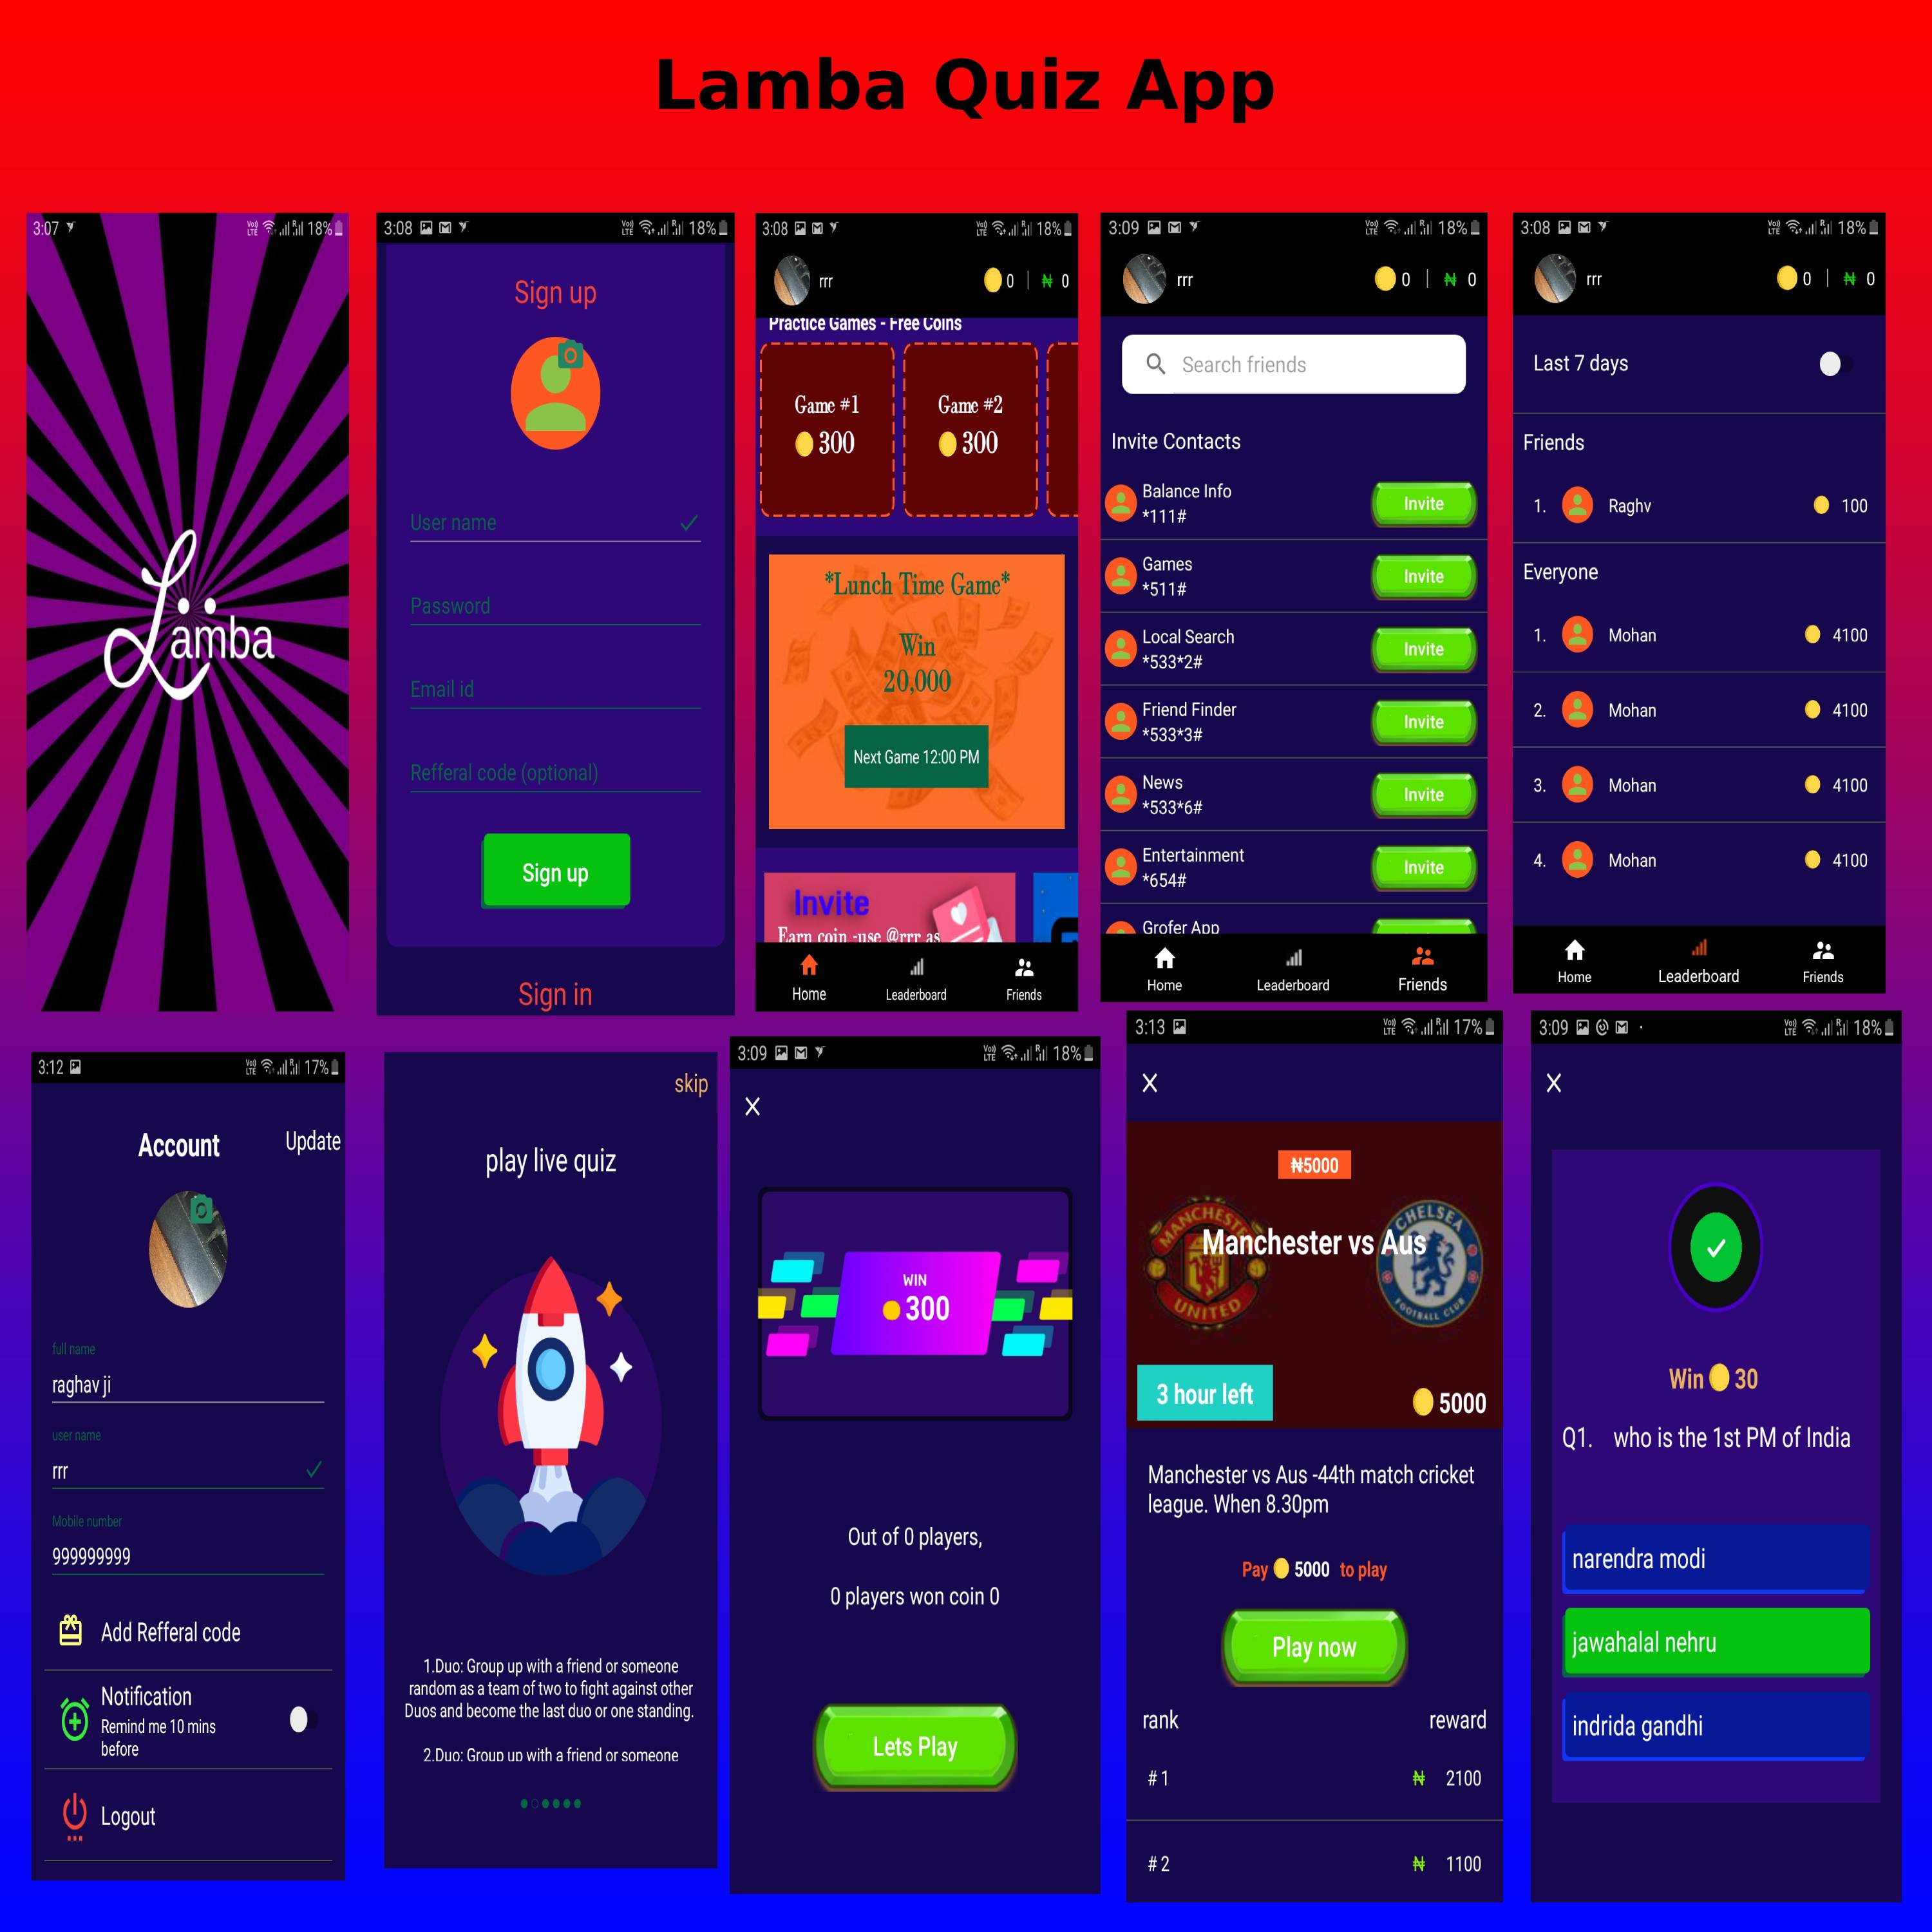 Lamba Quiz App
3:07
18%
Lamba
3:08
18%
Sign up
User name
Password
Email id
Refferal code (optional)
Sign up
Sign in
3:08
18%
rrr
0 | ₦ 0
Practice Games - Free Coins
Game #1
300
Game #2
300
*Lunch Time Game*
Win
20,000
Next Game 12:00 PM
Invite
Earn coin -use @rrr as
Home
Leaderboard
Friends
3:09
18%
rrr
0 | ₦ 0
Search friends
Invite Contacts
Balance Info
*111#
Invite
Games
*511#
Invite
Local Search
*533*2#
Invite
Friend Finder
*533*3#
Invite
News
*533*6#
Invite
Entertainment
*654#
Invite
Grofer App
Home
Leaderboard
Friends
3:08
18%
rrr
0 | ₦ 0
Last 7 days
Friends
1. Raghv 100
Everyone
1. Mohan 4100
2. Mohan 4100
3. Mohan 4100
4. Mohan 4100
Home
Leaderboard
Friends
3:12
17%
Account
Update
full name
raghav ji
user name
rrr
Mobile number
999999999
Add Refferal code
Notification
Remind me 10 mins
before
Logout
skip
play live quiz
1.Duo: Group up with a friend or someone
random as a team of two to fight against other
Duos and become the last duo or one standing.
2.Duo: Group up with a friend or someone
3:09
18%
X
WIN
300
Out of 0 players,
0 players won coin 0
Lets Play
3:13
17%
X
₦5000
MANCHESTER
UNITED
CHELSEA
FOOTBALL CLUB
Manchester vs Aus
3 hour left
5000
Manchester vs Aus -44th match cricket
league. When 8.30pm
Pay 5000 to play
Play now
rank reward
#1 ₦ 2100
#2 ₦ 1100
3:09
18%
X
Win 30
Q1. who is the 1st PM of India
narendra modi
jawahalal nehru
indrida gandhi